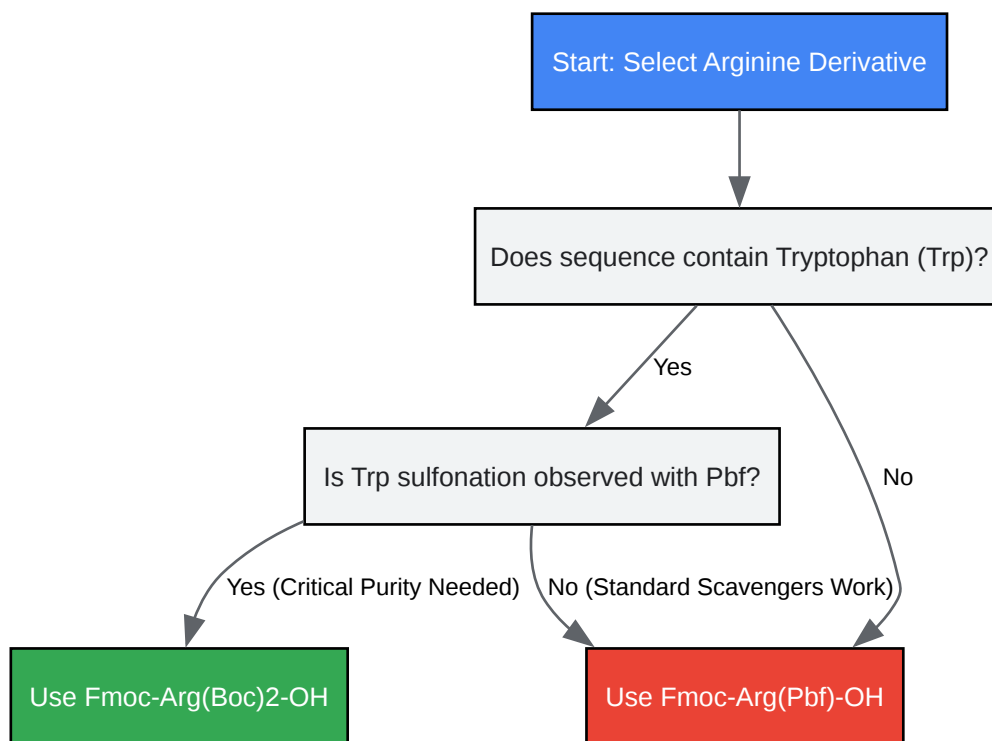 Start: Select Arginine Derivative
Does sequence contain Tryptophan (Trp)?
Yes
Is Trp sulfonation observed with Pbf?
No
Yes (Critical Purity Needed)
No (Standard Scavengers Work)
Use Fmoc-Arg(Boc)2-OH
Use Fmoc-Arg(Pbf)-OH